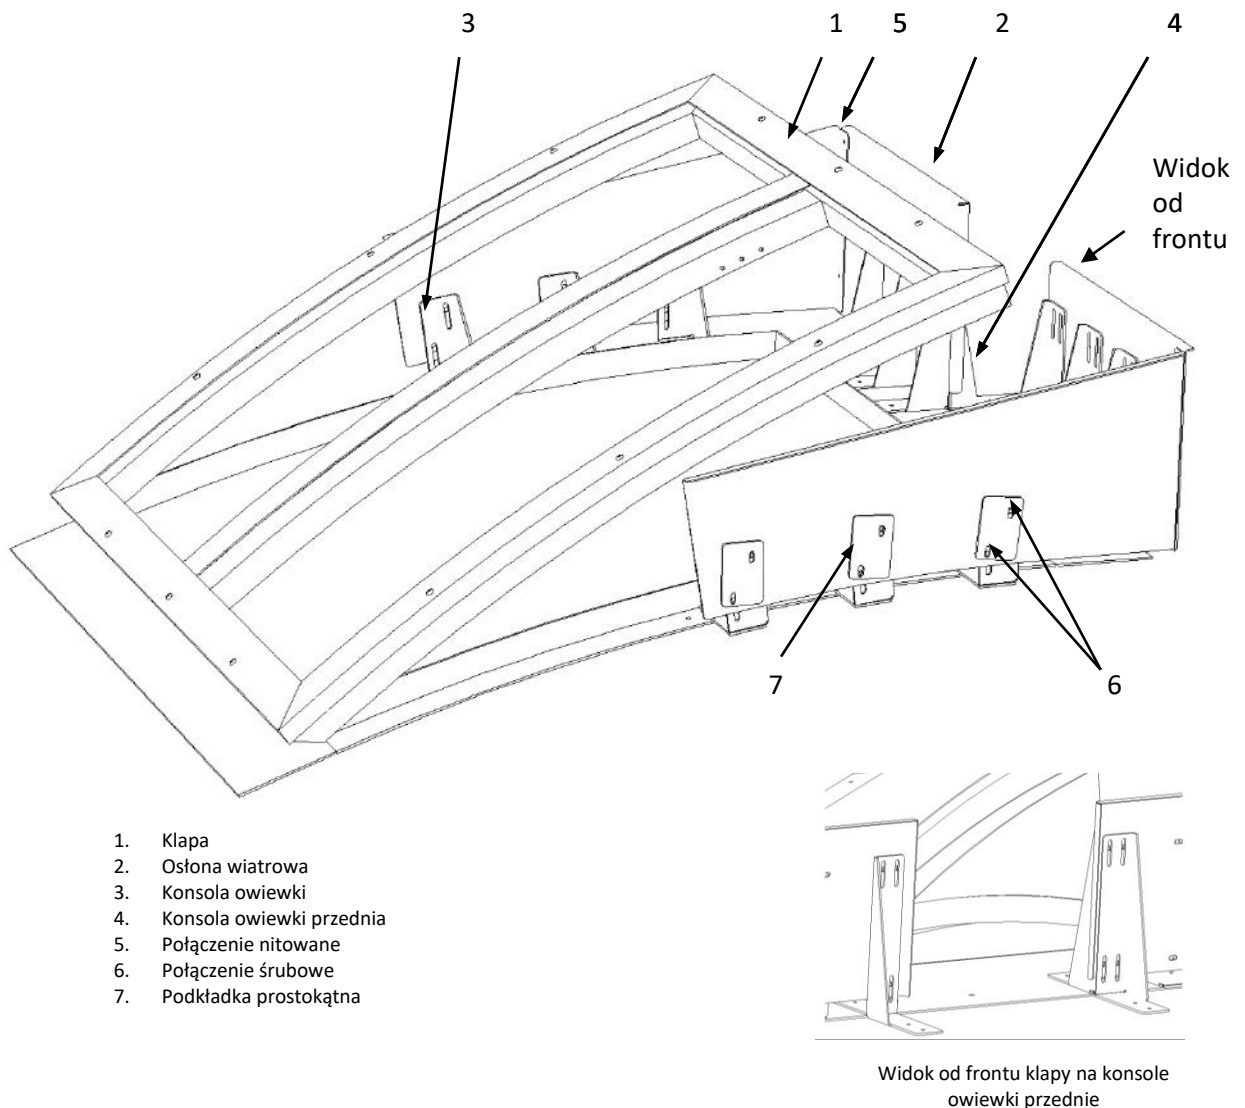 3 1 5 2 4
Widok
od
frontu
7 6
1. Klapa
2. Osłona wiatrowa
3. Konsola owiewki
4. Konsola owiewki przednia
5. Połączenie nitowane
6. Połączenie śrubowe
7. Podkładka prostokątna
Widok od frontu klapy na konsole
owiewki przednie